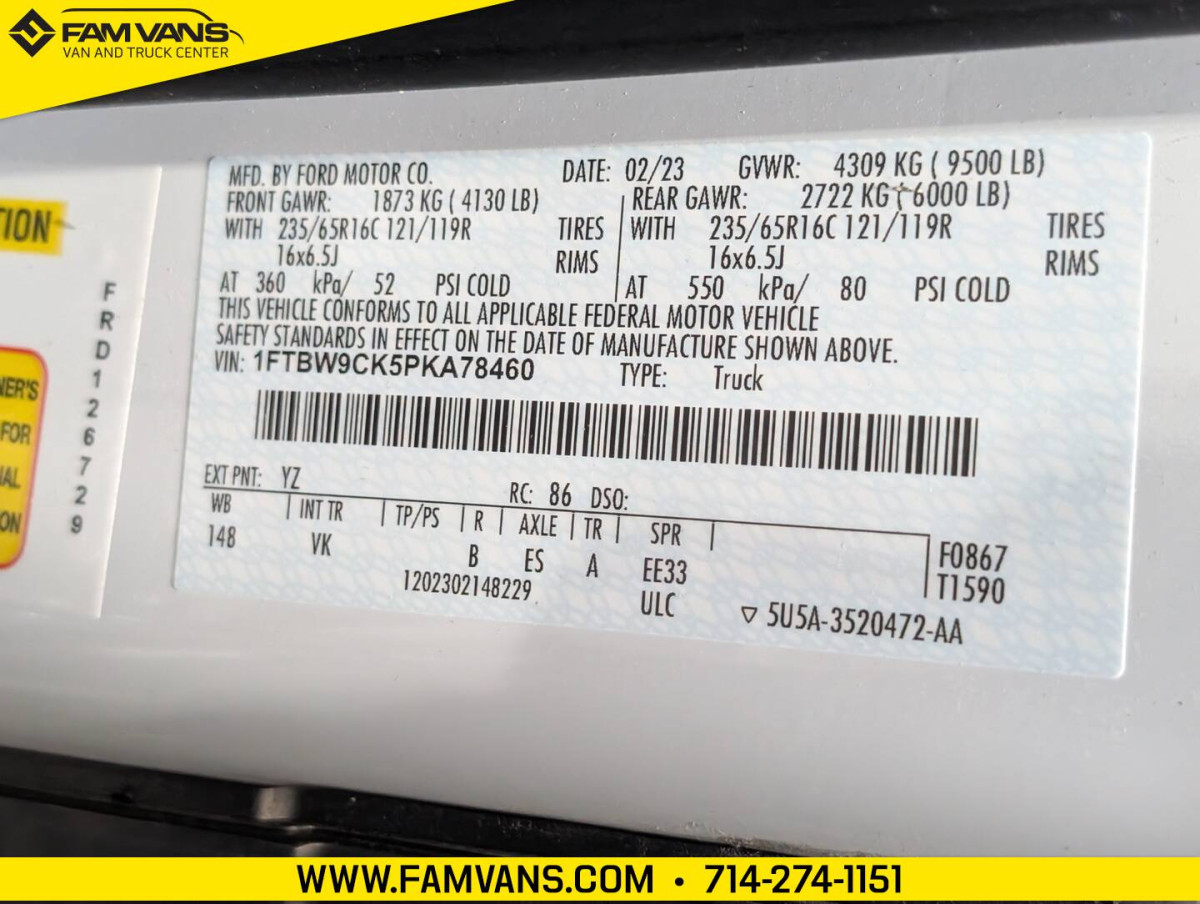 FAMVANS
VAN AND TRUCK CENTER
TION
NER'S
FOR
ON
FRD126729
MFD. BY FORD MOTOR CO. DATE: 02/23 GVWR: 4309 KG ( 9500 LB)
FRONT GAWR: 1873 KG ( 4130 LB) REAR GAWR: 2722 KG ( 6000 LB)
WITH 235/65R16C 121/119R TIRES WITH 235/65R16C 121/119R TIRES
16x6.5J RIMS 16x6.5J RIMS
AT 360 kPa/ 52 PSI COLD AT 550 kPa/ 80 PSI COLD
THIS VEHICLE CONFORMS TO ALL APPLICABLE FEDERAL MOTOR VEHICLE
SAFETY STANDARDS IN EFFECT ON THE DATE OF MANUFACTURE SHOWN ABOVE.
VIN: 1FTBW9CK5PKA78460 TYPE: Truck
EXT PNT: YZ RC: 86 DSO:
WB INT TR TP/PS R AXLE TR SPR
148 VK B ES A EE33 F0867
1202302148229 ULC T1590
5U5A-3520472-AA
WWW.FAMVANS.COM • 714-274-1151